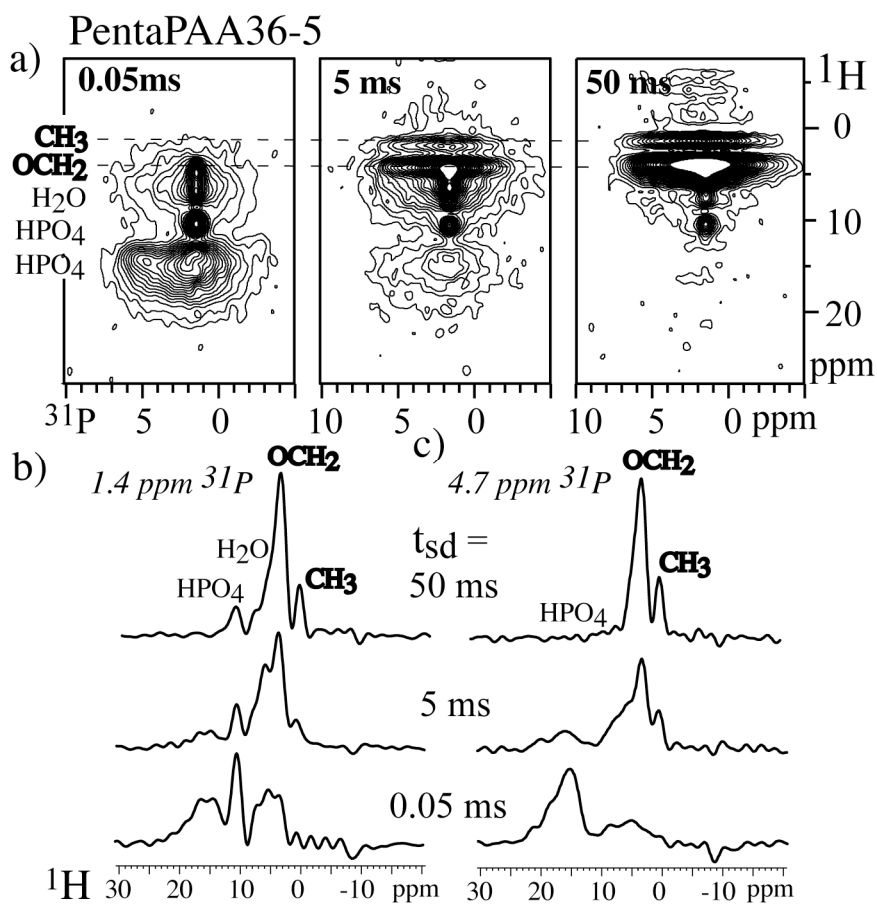 PentaPAA36-5
a)
0.05ms
5 ms
50 ms
1H
CH3
OCH2
H2O
HPO4
HPO4
0
10
20
ppm
31P
5
0
10
5
0
10
5
0
ppm
b)
c)
1.4 ppm 31P
OCH2
H2O
HPO4
CH3
tsd =
50 ms
4.7 ppm 31P
OCH2
CH3
HPO4
5 ms
0.05 ms
1H
30
20
10
0
-10
ppm
30
20
10
0
-10
ppm